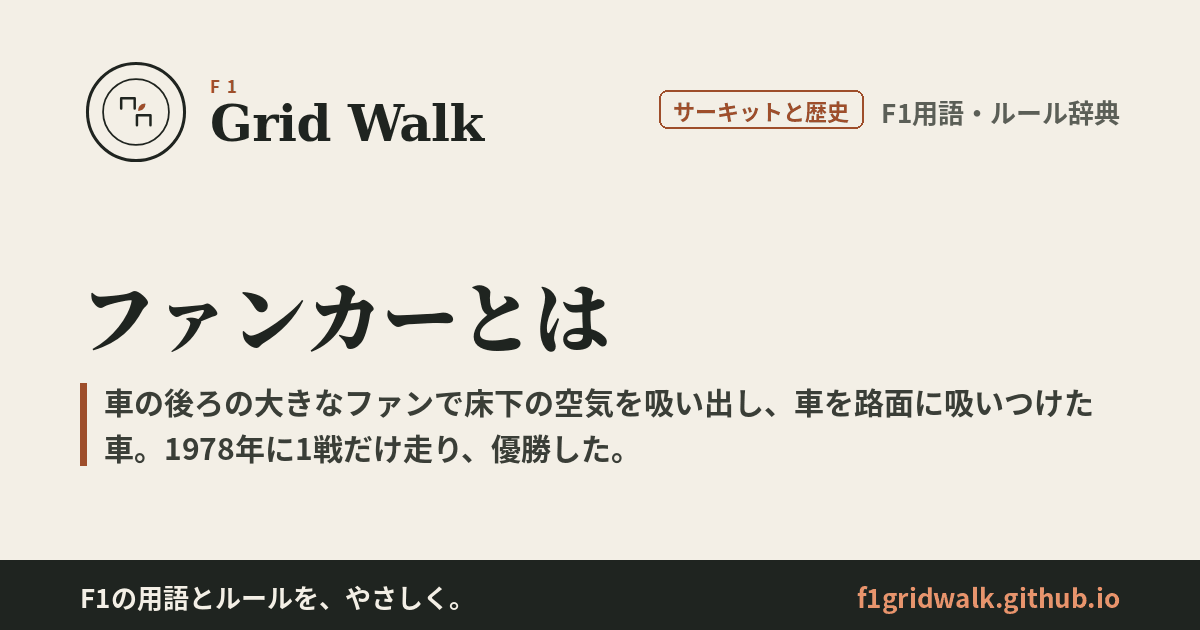 F1
Grid Walk
サーキットと歴史
F1用語・ルール辞典
ファンカーとは
車の後ろの大きなファンで床下の空気を吸い出し、車を路面に吸いつけた
車。1978年に1戦だけ走り、優勝した。
F1の用語とルールを、やさしく。
f1gridwalk.github.io